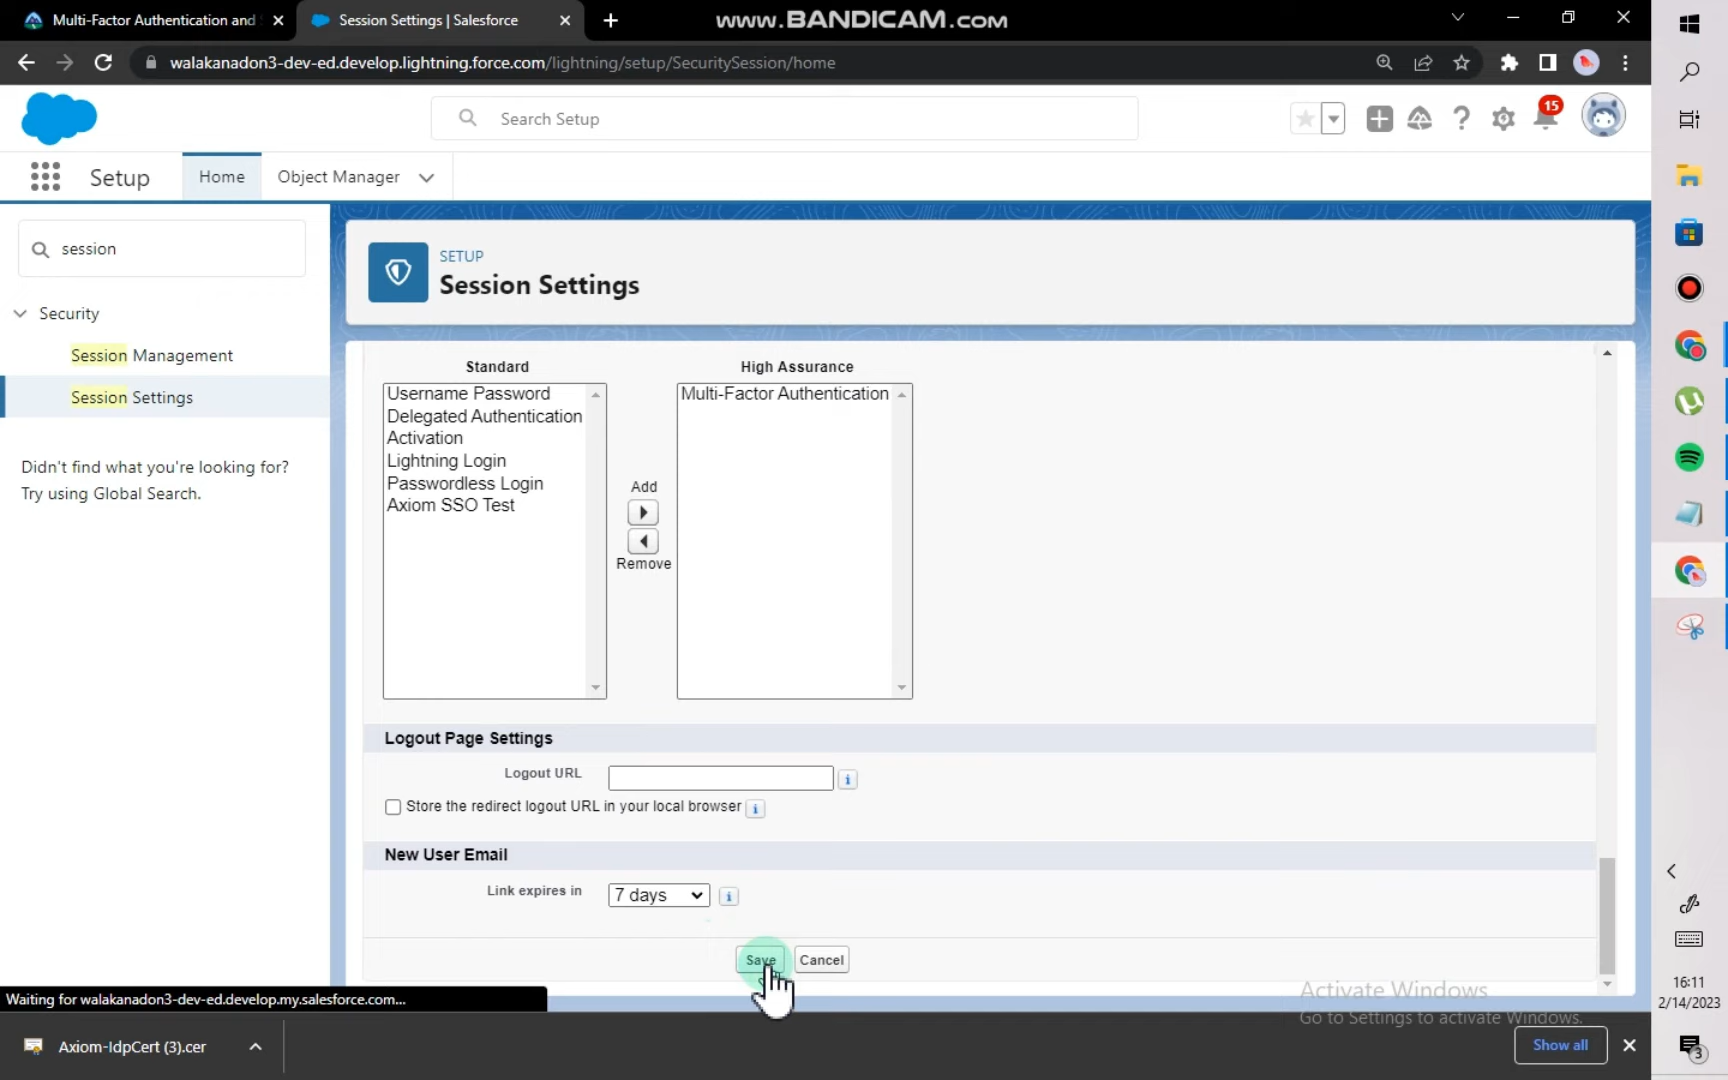 Multi-Factor Authentication and
Session Settings | Salesforce
www.BANDICAM.com
walakanadon3-dev-ed.develop.lightning.force.com/lightning/setup/SecuritySession/home
Search Setup
15
Setup
Home
Object Manager
session
Security
Session Management
Session Settings
Didn't find what you're looking for?
Try using Global Search.
SETUP
Session Settings
Standard
High Assurance
Username Password
Delegated Authentication
Activation
Lightning Login
Passwordless Login
Axiom SSO Test
Add
Remove
Multi-Factor Authentication
Logout Page Settings
Logout URL
Store the redirect logout URL in your local browser
New User Email
Link expires in
7 days
Save
Cancel
Waiting for walakanadon3-dev-ed.develop.my.salesforce.com...
Activate Windows
Go to Settings to activate Windows.
Axiom-IdpCert (3).cer
Show all
16:11
2/14/2023
3